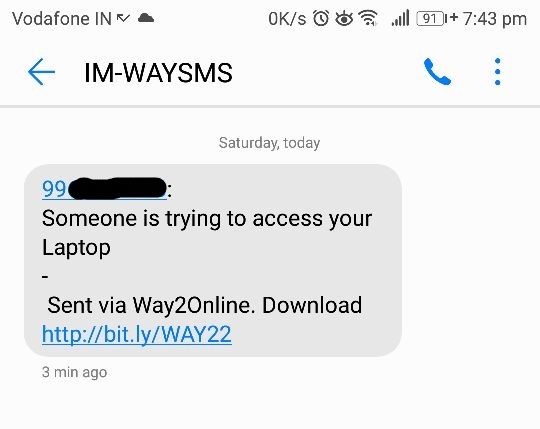 Vodafone IN 0K/s 91 7:43 pm
IM-WAYSMS
Saturday, today
99 :
Someone is trying to access your
Laptop
-
Sent via Way2Online. Download
http://bit.ly/WAY22
3 min ago